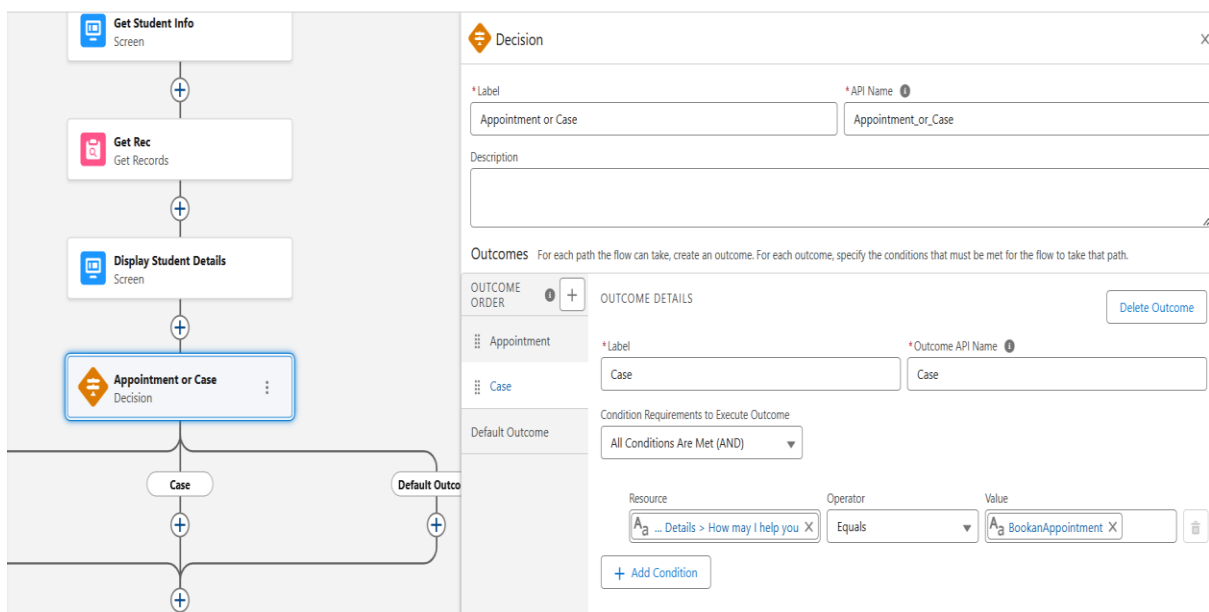 Get Student Info
Screen
Get Rec
Get Records
Display Student Details
Screen
Appointment or Case
Decision
Case
Default Outco
Decision
* Label
* API Name
Appointment or Case
Appointment_or_Case
Description
Outcomes For each path the flow can take, create an outcome. For each outcome, specify the conditions that must be met for the flow to take that path.
OUTCOME
ORDER
OUTCOME DETAILS
Delete Outcome
Appointment
Case
Default Outcome
* Label
* Outcome API Name
Case
Case
Condition Requirements to Execute Outcome
All Conditions Are Met (AND)
Resource
Operator
Value
Aa ... Details > How may I help you
Equals
Aa BookanAppointment
+ Add Condition